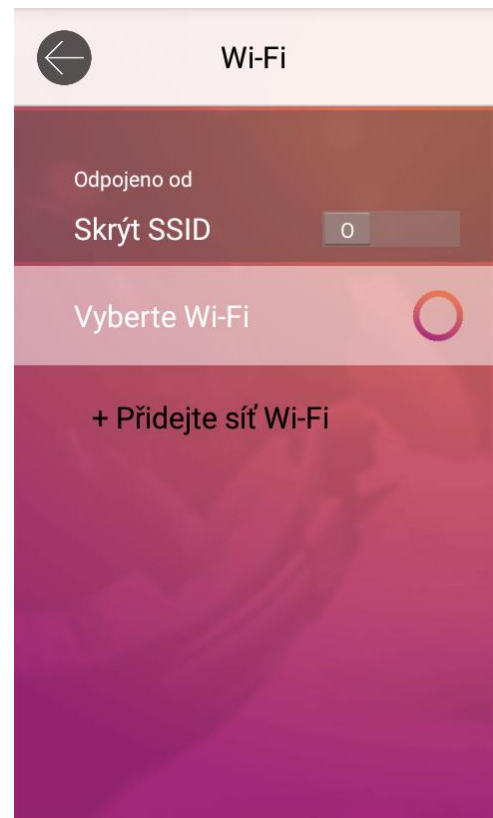 Wi-Fi
Odpojeno od
Skrýt SSID
O
Vyberte Wi-Fi
+ Přidejte síť Wi-Fi